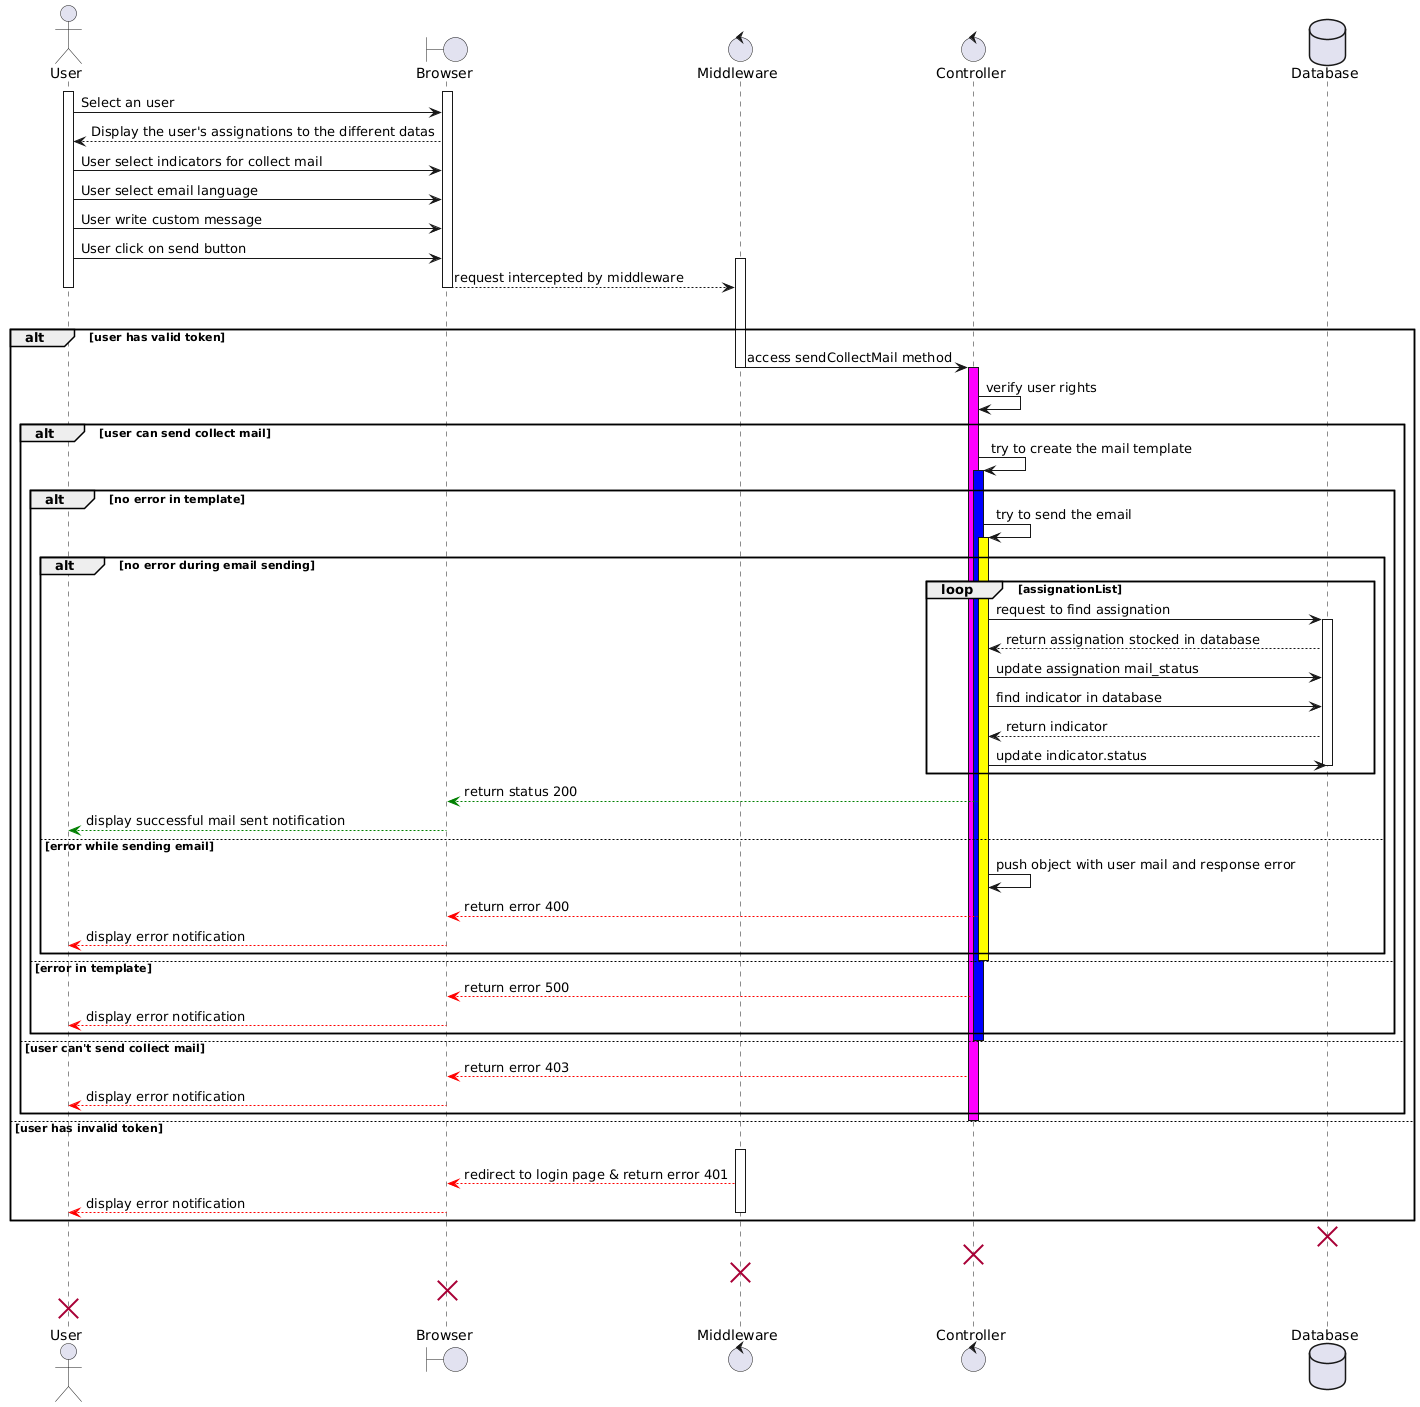 User Browser Middleware Controller Database
Select an user
Display the user's assignations to the different datas
User select indicators for collect mail
User select email language
User write custom message
User click on send button
request intercepted by middleware
alt [user has valid token]
access sendCollectMail method
verify user rights
alt [user can send collect mail]
try to create the mail template
alt [no error in template]
try to send the email
alt [no error during email sending]
loop [assignationList]
request to find assignation
return assignation stocked in database
update assignation mail_status
find indicator in database
return indicator
update indicator.status
return status 200
display successful mail sent notification
[error while sending email]
push object with user mail and response error
return error 400
display error notification
[error in template]
return error 500
display error notification
[user can't send collect mail]
return error 403
display error notification
[user has invalid token]
redirect to login page & return error 401
display error notification
User Browser Middleware Controller Database